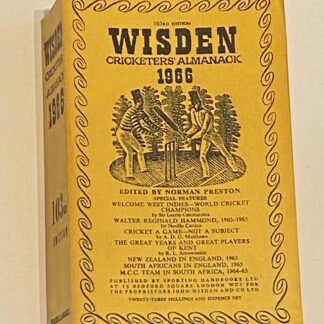 103RD EDITION
WISDEN
CRICKETERS' ALMANACK
1966
EDITED BY NORMAN PRESTON
SPECIAL FEATURES
WELCOME WEST INDIES—WORLD CRICKET
CHAMPIONS
by Sir Learie Constantine
WALTER REGINALD HAMMOND, 1903–1965
by Neville Cardus
CRICKET A GAME—NOT A SUBJECT
by A. D. G. Matthews
THE GREAT YEARS AND GREAT PLAYERS
OF KENT
by R. L. Arrowsmith
NEW ZEALAND IN ENGLAND, 1965
SOUTH AFRICANS IN ENGLAND, 1965
M.C.C. TEAM IN SOUTH AFRICA, 1964-65
PUBLISHED BY SPORTING HANDBOOKS LTD
AT 13 BEDFORD SQUARE LONDON WC1 FOR
THE PROPRIETORS JOHN WISDEN AND CO LTD
TWENTY-THREE SHILLINGS AND SIXPENCE NET
WISDEN
CRICKETERS'
ALMANACK
1966
103RD
EDITION